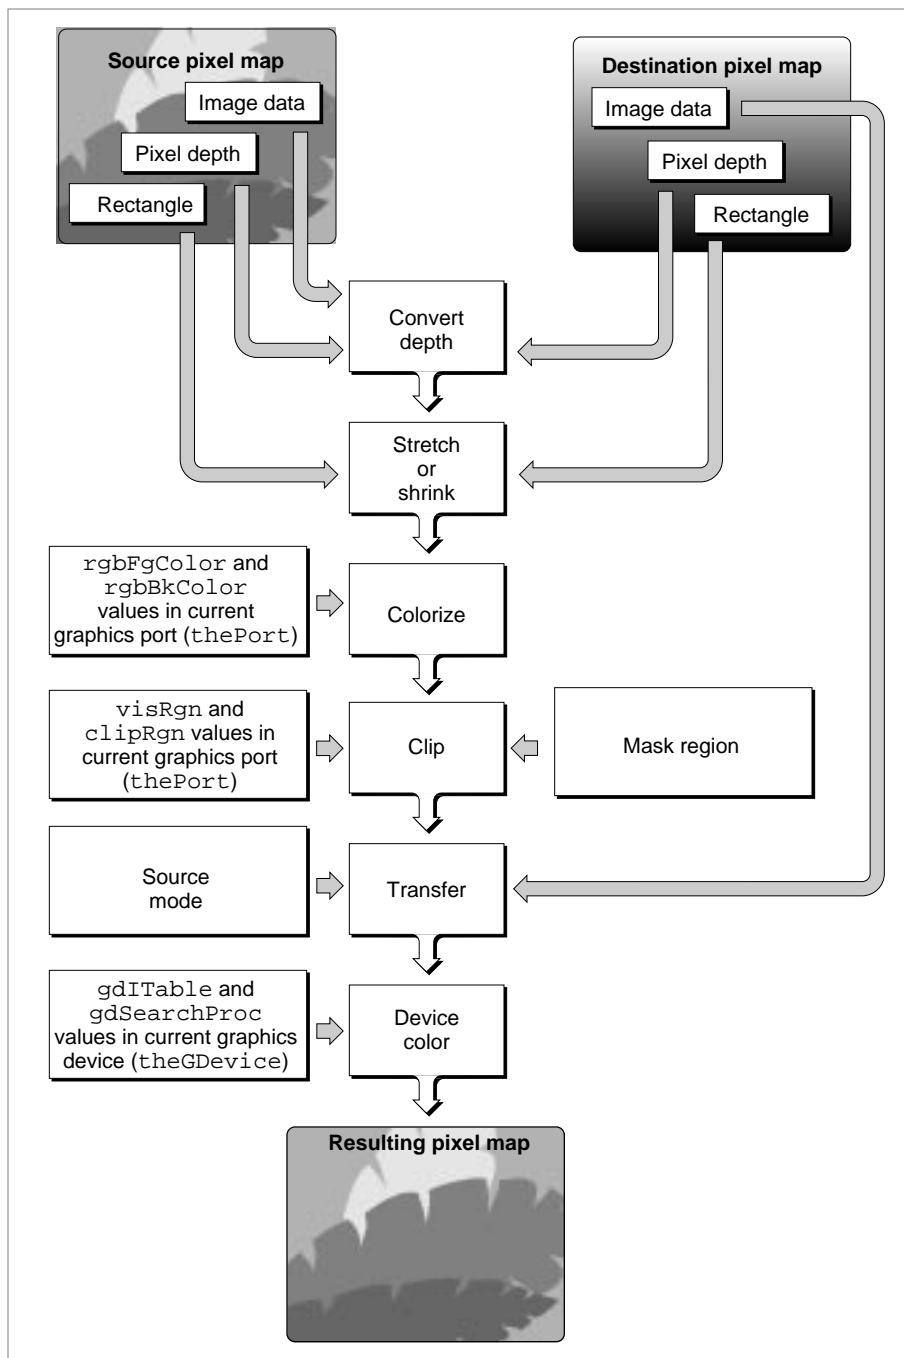 Source pixel map
Image data
Pixel depth
Rectangle
Destination pixel map
Image data
Pixel depth
Rectangle
Convert
depth
Stretch
or
shrink
rgbFgColor and
rgbBkColor
values in current
graphics port (thePort)
Colorize
visRgn and
clipRgn values in
current graphics port
(thePort)
Clip
Mask region
Source
mode
Transfer
gdITable and
gdSearchProc
values in current graphics
device (theGDevice)
Device
color
Resulting pixel map